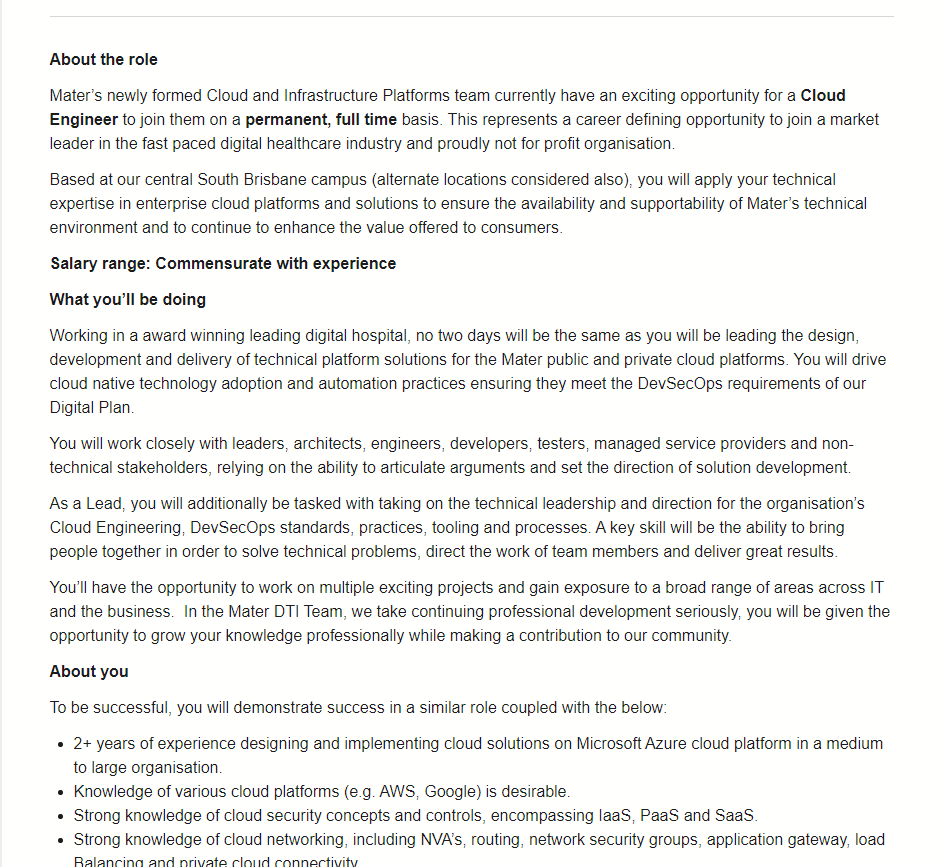 About the role
Mater’s newly formed Cloud and Infrastructure Platforms team currently have an exciting opportunity for a Cloud
Engineer to join them on a permanent, full time basis. This represents a career defining opportunity to join a market
leader in the fast paced digital healthcare industry and proudly not for profit organisation.
Based at our central South Brisbane campus (alternate locations considered also), you will apply your technical
expertise in enterprise cloud platforms and solutions to ensure the availability and supportability of Mater’s technical
environment and to continue to enhance the value offered to consumers.
Salary range: Commensurate with experience
What you’ll be doing
Working in a award winning leading digital hospital, no two days will be the same as you will be leading the design,
development and delivery of technical platform solutions for the Mater public and private cloud platforms. You will drive
cloud native technology adoption and automation practices ensuring they meet the DevSecOps requirements of our
Digital Plan.
You will work closely with leaders, architects, engineers, developers, testers, managed service providers and non-
technical stakeholders, relying on the ability to articulate arguments and set the direction of solution development.
As a Lead, you will additionally be tasked with taking on the technical leadership and direction for the organisation’s
Cloud Engineering, DevSecOps standards, practices, tooling and processes. A key skill will be the ability to bring
people together in order to solve technical problems, direct the work of team members and deliver great results.
You’ll have the opportunity to work on multiple exciting projects and gain exposure to a broad range of areas across IT
and the business.  In the Mater DTI Team, we take continuing professional development seriously, you will be given the
opportunity to grow your knowledge professionally while making a contribution to our community.
About you
To be successful, you will demonstrate success in a similar role coupled with the below:
• 2+ years of experience designing and implementing cloud solutions on Microsoft Azure cloud platform in a medium
to large organisation.
• Knowledge of various cloud platforms (e.g. AWS, Google) is desirable.
• Strong knowledge of cloud security concepts and controls, encompassing IaaS, PaaS and SaaS.
• Strong knowledge of cloud networking, including NVA’s, routing, network security groups, application gateway, load
Balancing and private cloud connectivity.